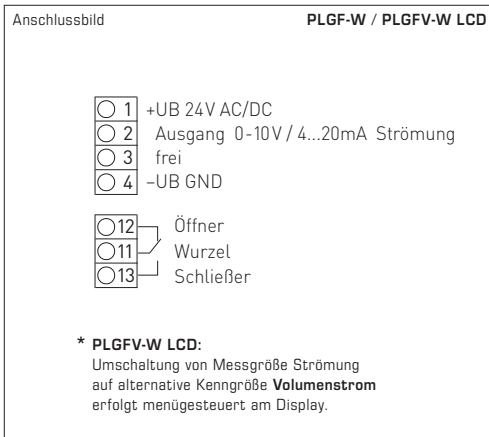 Anschlussbild PLGF-W / PLGFV-W LCD
1 +UB 24V AC/DC
2 Ausgang 0-10V / 4...20mA Strömung
3 frei
4 –UB GND
12 Öffner
11 Wurzel
13 Schließer
* PLGFV-W LCD:
Umschaltung von Messgröße Strömung
auf alternative Kenngröße Volumenstrom
erfolgt menügesteuert am Display.